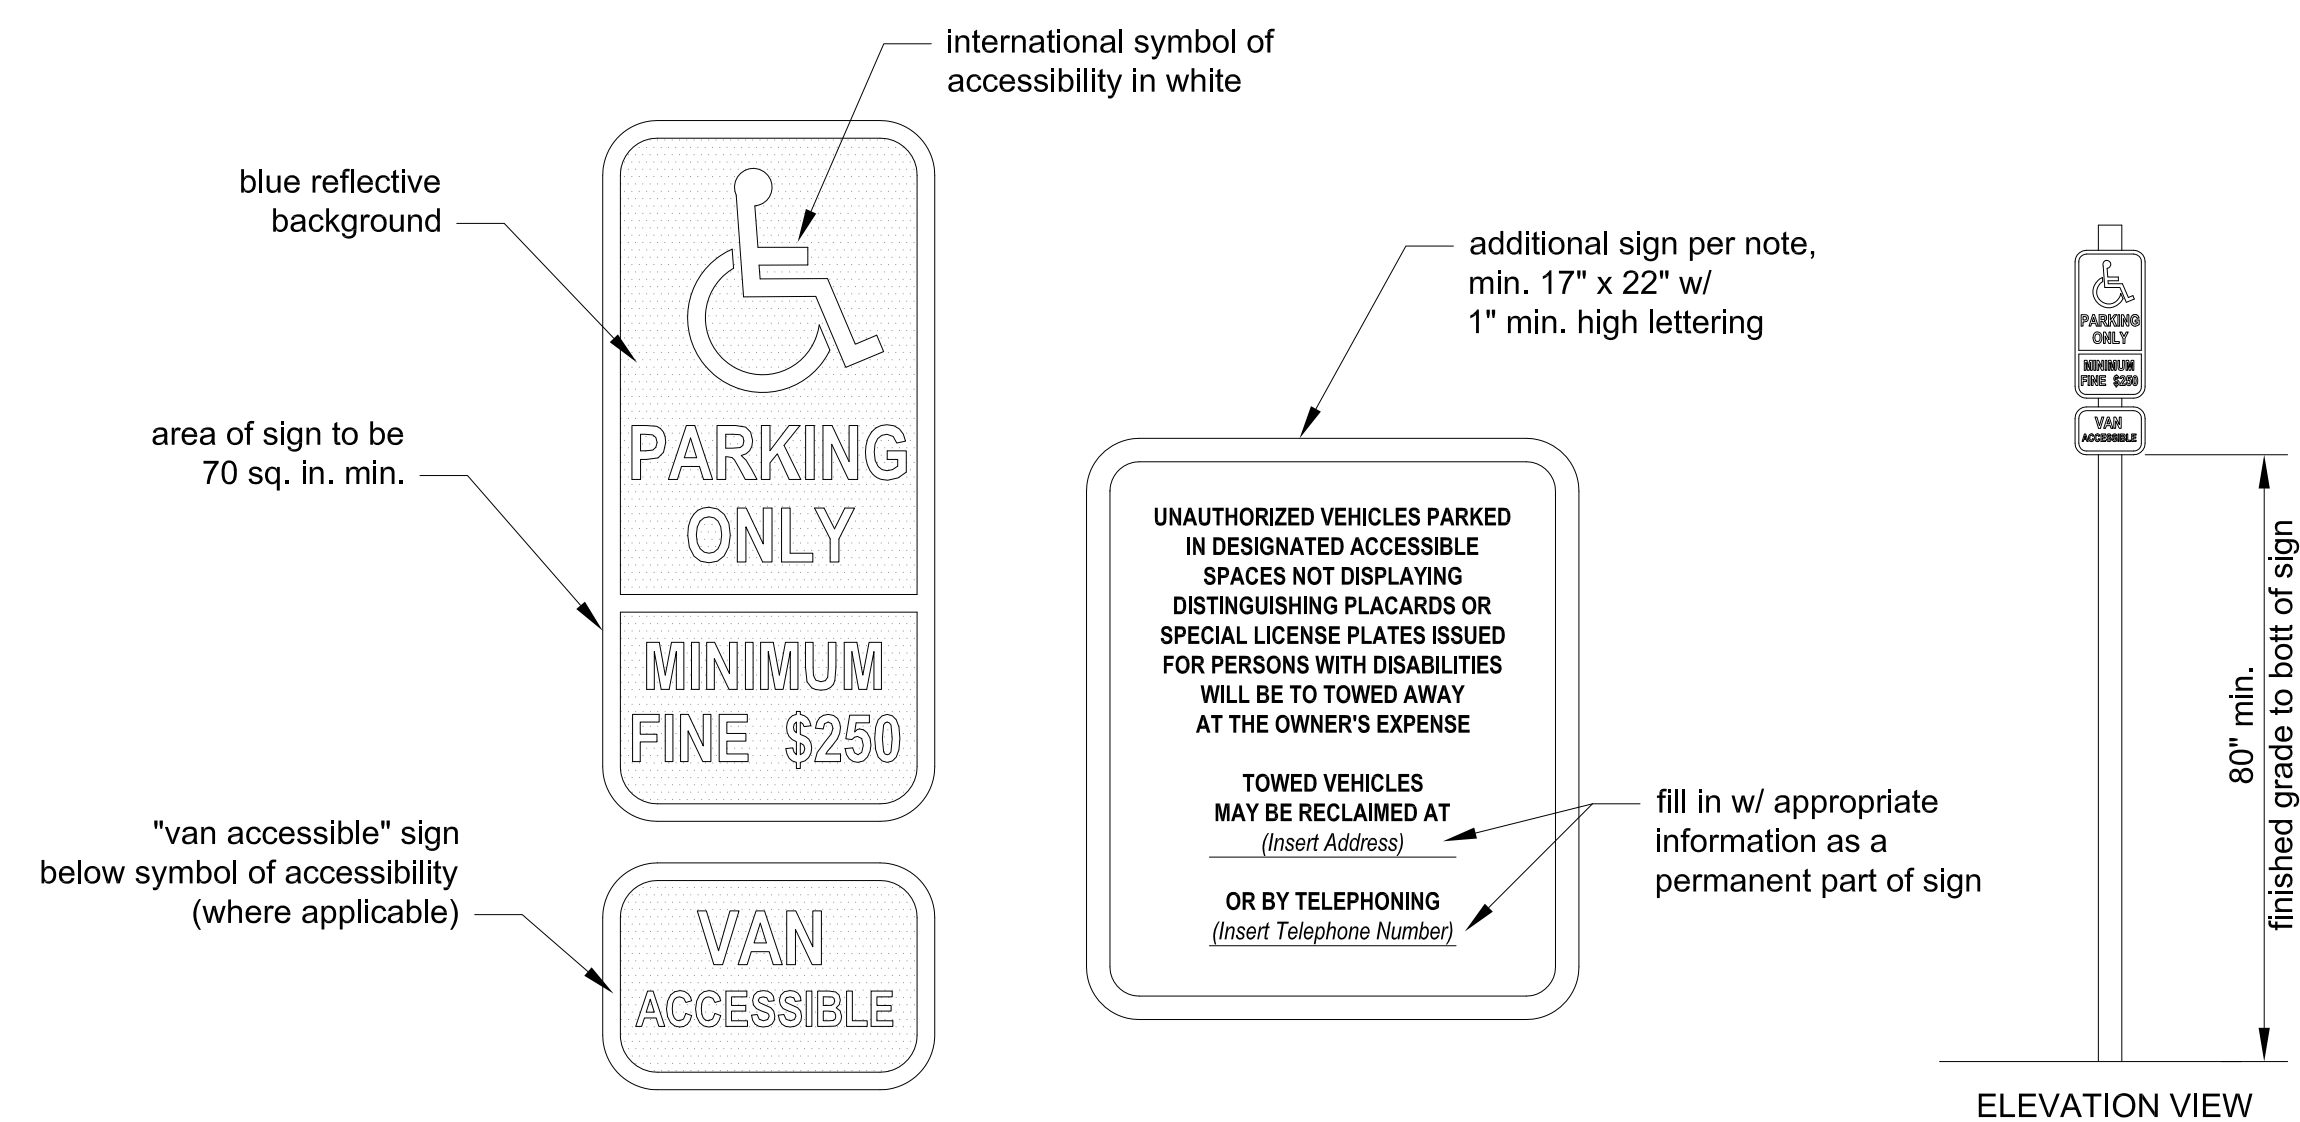 international symbol of
accessibility in white
blue reflective
background
area of sign to be
70 sq. in. min.
"van accessible" sign
below symbol of accessibility
(where applicable)
PARKING
ONLY
MINIMUM
FINE $250
VAN
ACCESSIBLE
additional sign per note,
min. 17" x 22" w/
1" min. high lettering
UNAUTHORIZED VEHICLES PARKED
IN DESIGNATED ACCESSIBLE
SPACES NOT DISPLAYING
DISTINGUISHING PLACARDS OR
SPECIAL LICENSE PLATES ISSUED
FOR PERSONS WITH DISABILITIES
WILL BE TO TOWED AWAY
AT THE OWNER'S EXPENSE
TOWED VEHICLES
MAY BE RECLAIMED AT
(Insert Address)
OR BY TELEPHONING
(Insert Telephone Number)
fill in w/ appropriate
information as a
permanent part of sign
PARKING
ONLY
MINIMUM
FINE $250
VAN
ACCESSIBLE
80" min.
finished grade to bott of sign
ELEVATION VIEW